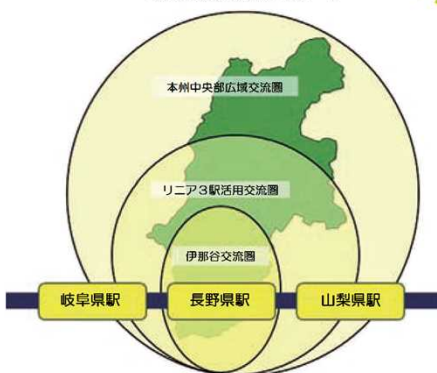 本州中央部広域交流圏
リニア3駅活用交流圏
伊那谷交流圏
岐阜県駅
長野県駅
山梨県駅